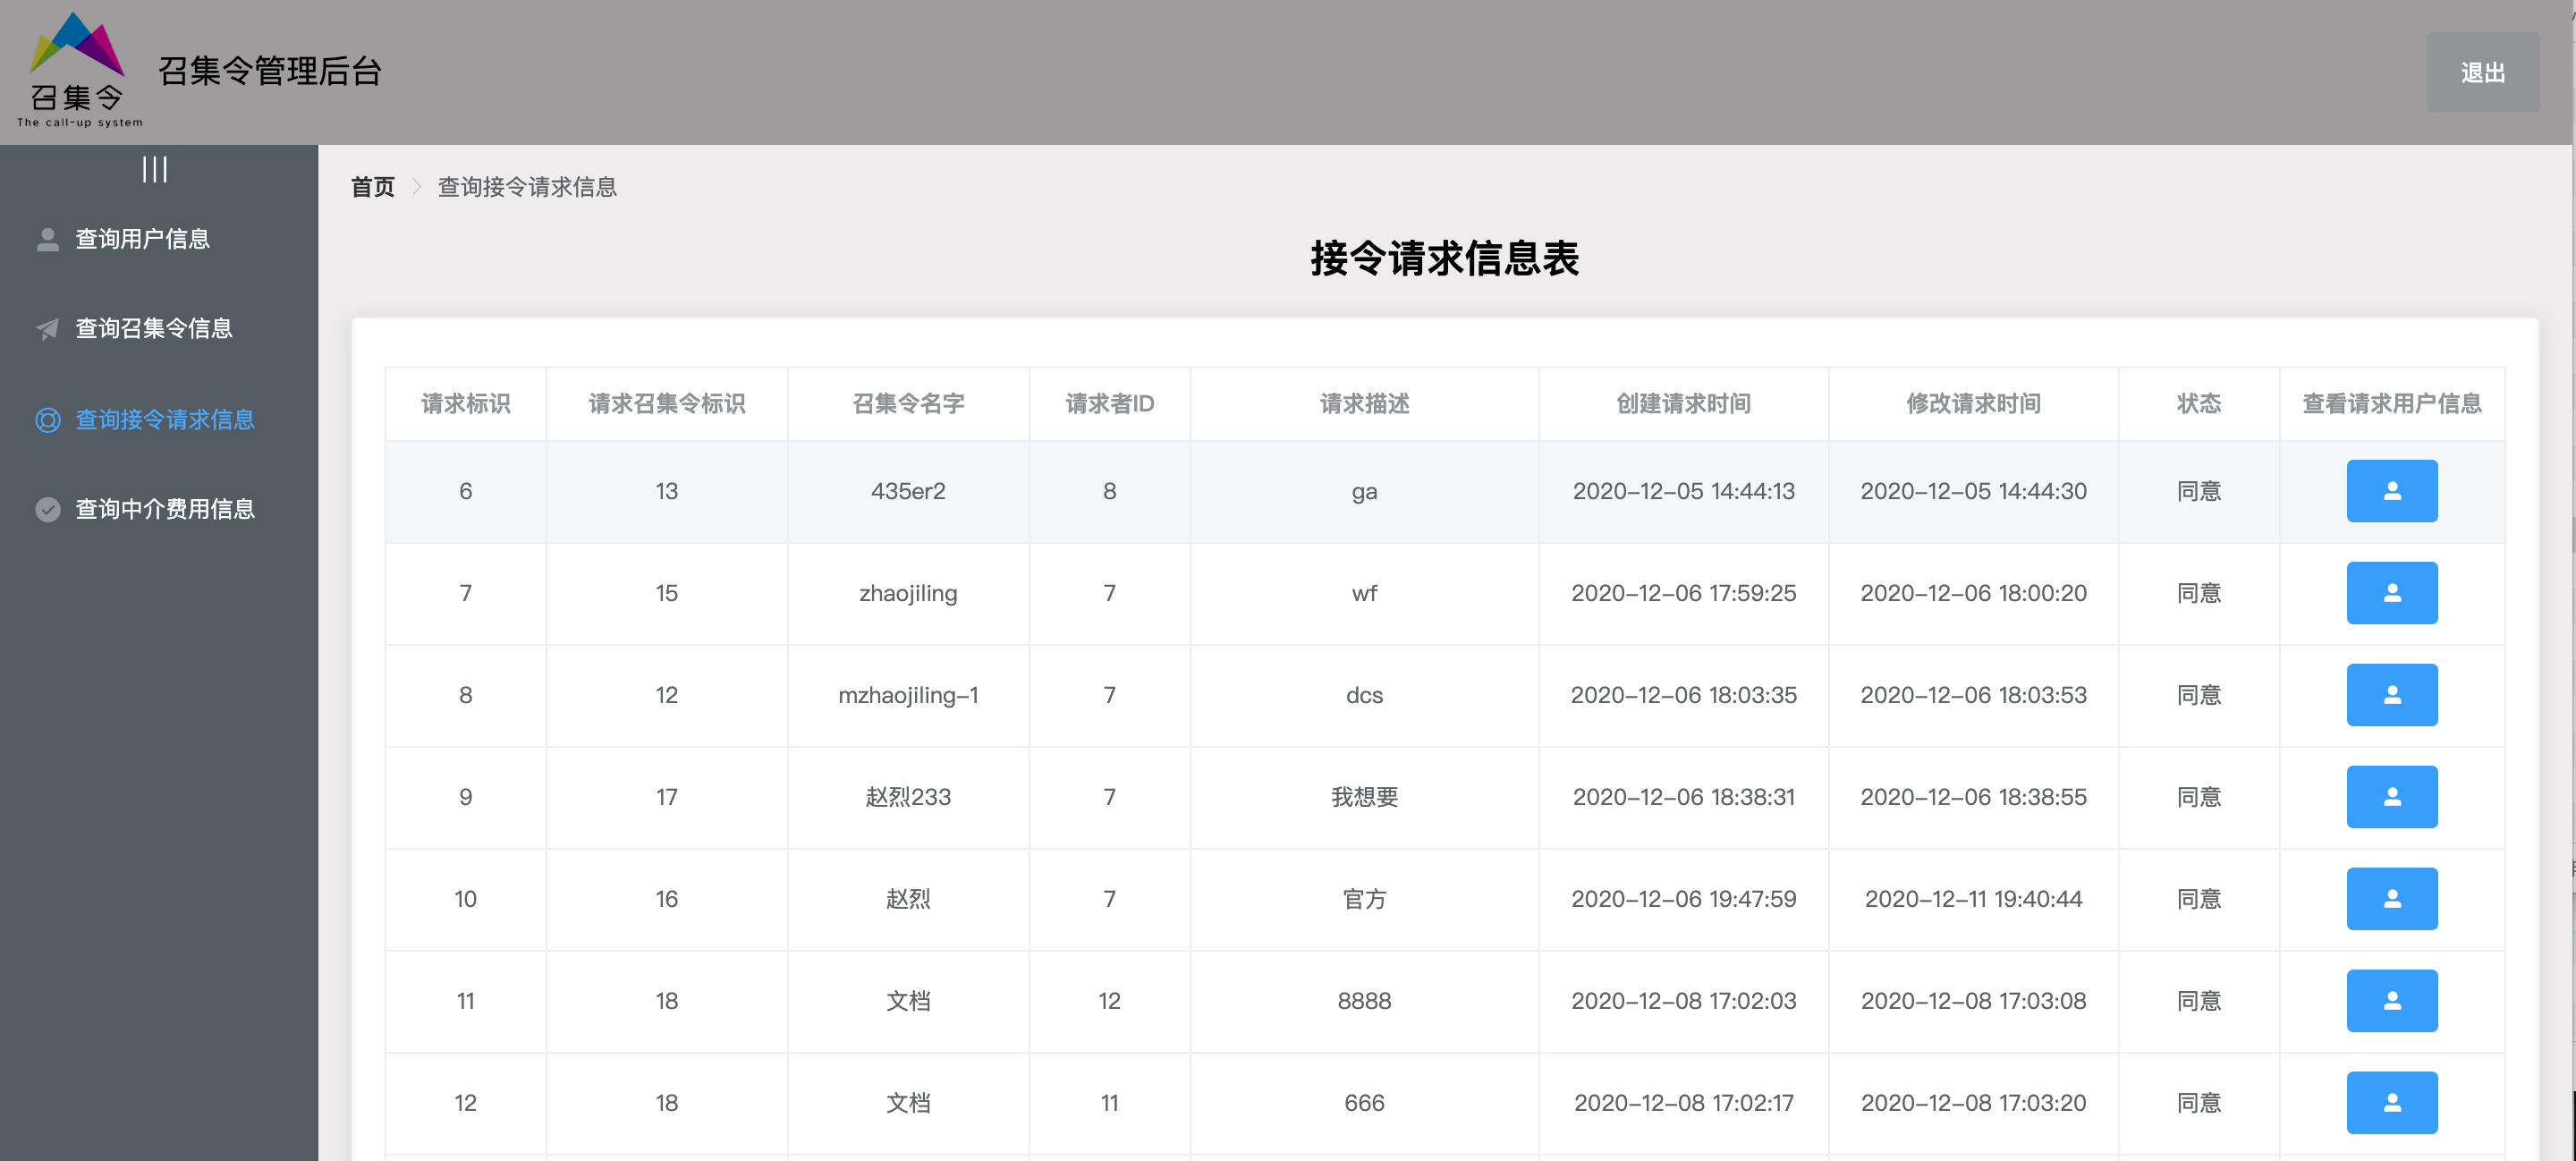 召集令
The call-up system
召集令管理后台
退出
查询用户信息
查询召集令信息
查询接令请求信息
查询中介费用信息
首页 > 查询接令请求信息
接令请求信息表
请求标识 请求召集令标识 召集令名字 请求者ID 请求描述 创建请求时间 修改请求时间 状态 查看请求用户信息
6 13 435er2 8 ga 2020-12-05 14:44:13 2020-12-05 14:44:30 同意
7 15 zhaojiling 7 wf 2020-12-06 17:59:25 2020-12-06 18:00:20 同意
8 12 mzhaojiling-1 7 dcs 2020-12-06 18:03:35 2020-12-06 18:03:53 同意
9 17 赵烈233 7 我想要 2020-12-06 18:38:31 2020-12-06 18:38:55 同意
10 16 赵烈 7 官方 2020-12-06 19:47:59 2020-12-11 19:40:44 同意
11 18 文档 12 8888 2020-12-08 17:02:03 2020-12-08 17:03:08 同意
12 18 文档 11 666 2020-12-08 17:02:17 2020-12-08 17:03:20 同意